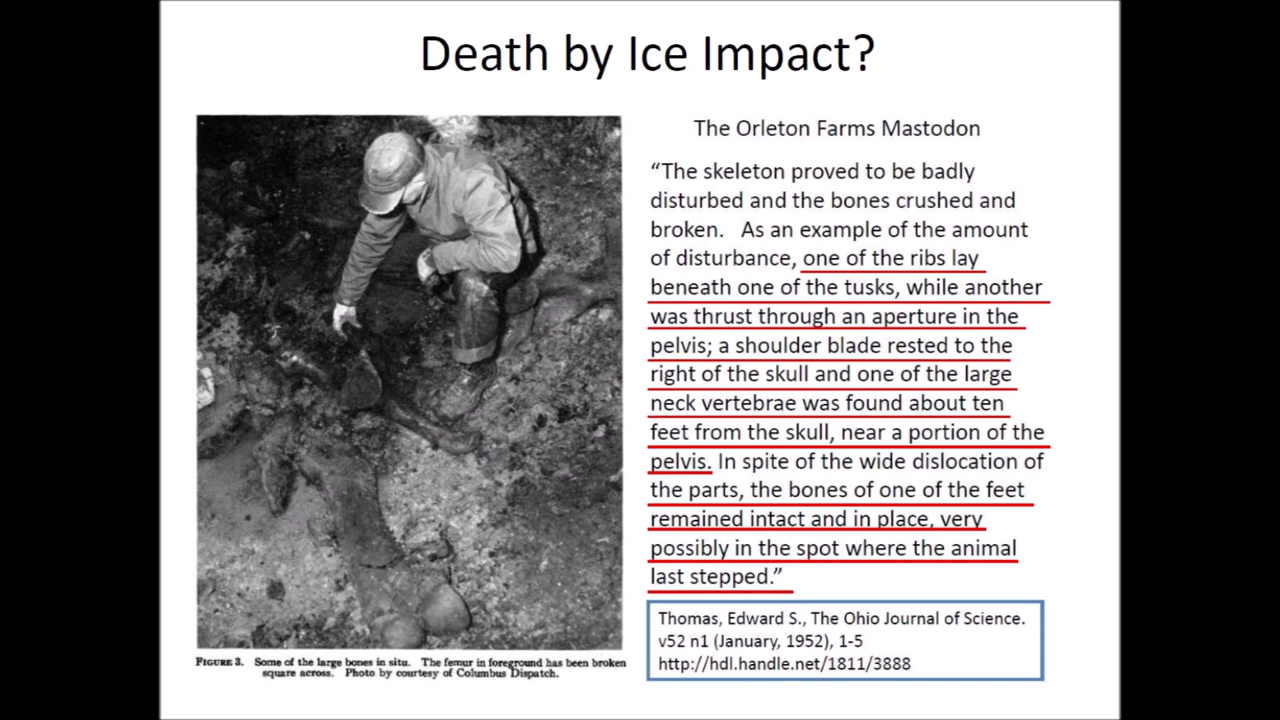 Death by Ice Impact?
The Orleton Farms Mastodon
“The skeleton proved to be badly
disturbed and the bones crushed and
broken.   As an example of the amount
of disturbance, one of the ribs lay
beneath one of the tusks, while another
was thrust through an aperture in the
pelvis; a shoulder blade rested to the
right of the skull and one of the large
neck vertebrae was found about ten
feet from the skull, near a portion of the
pelvis. In spite of the wide dislocation of
the parts, the bones of one of the feet
remained intact and in place, very
possibly in the spot where the animal
last stepped.”
FIGURE 3.  Some of the large bones in situ.  The femur in foreground has been broken
square across.  Photo by courtesy of Columbus Dispatch.
Thomas, Edward S., The Ohio Journal of Science.
v52 n1 (January, 1952), 1-5
http://hdl.handle.net/1811/3888